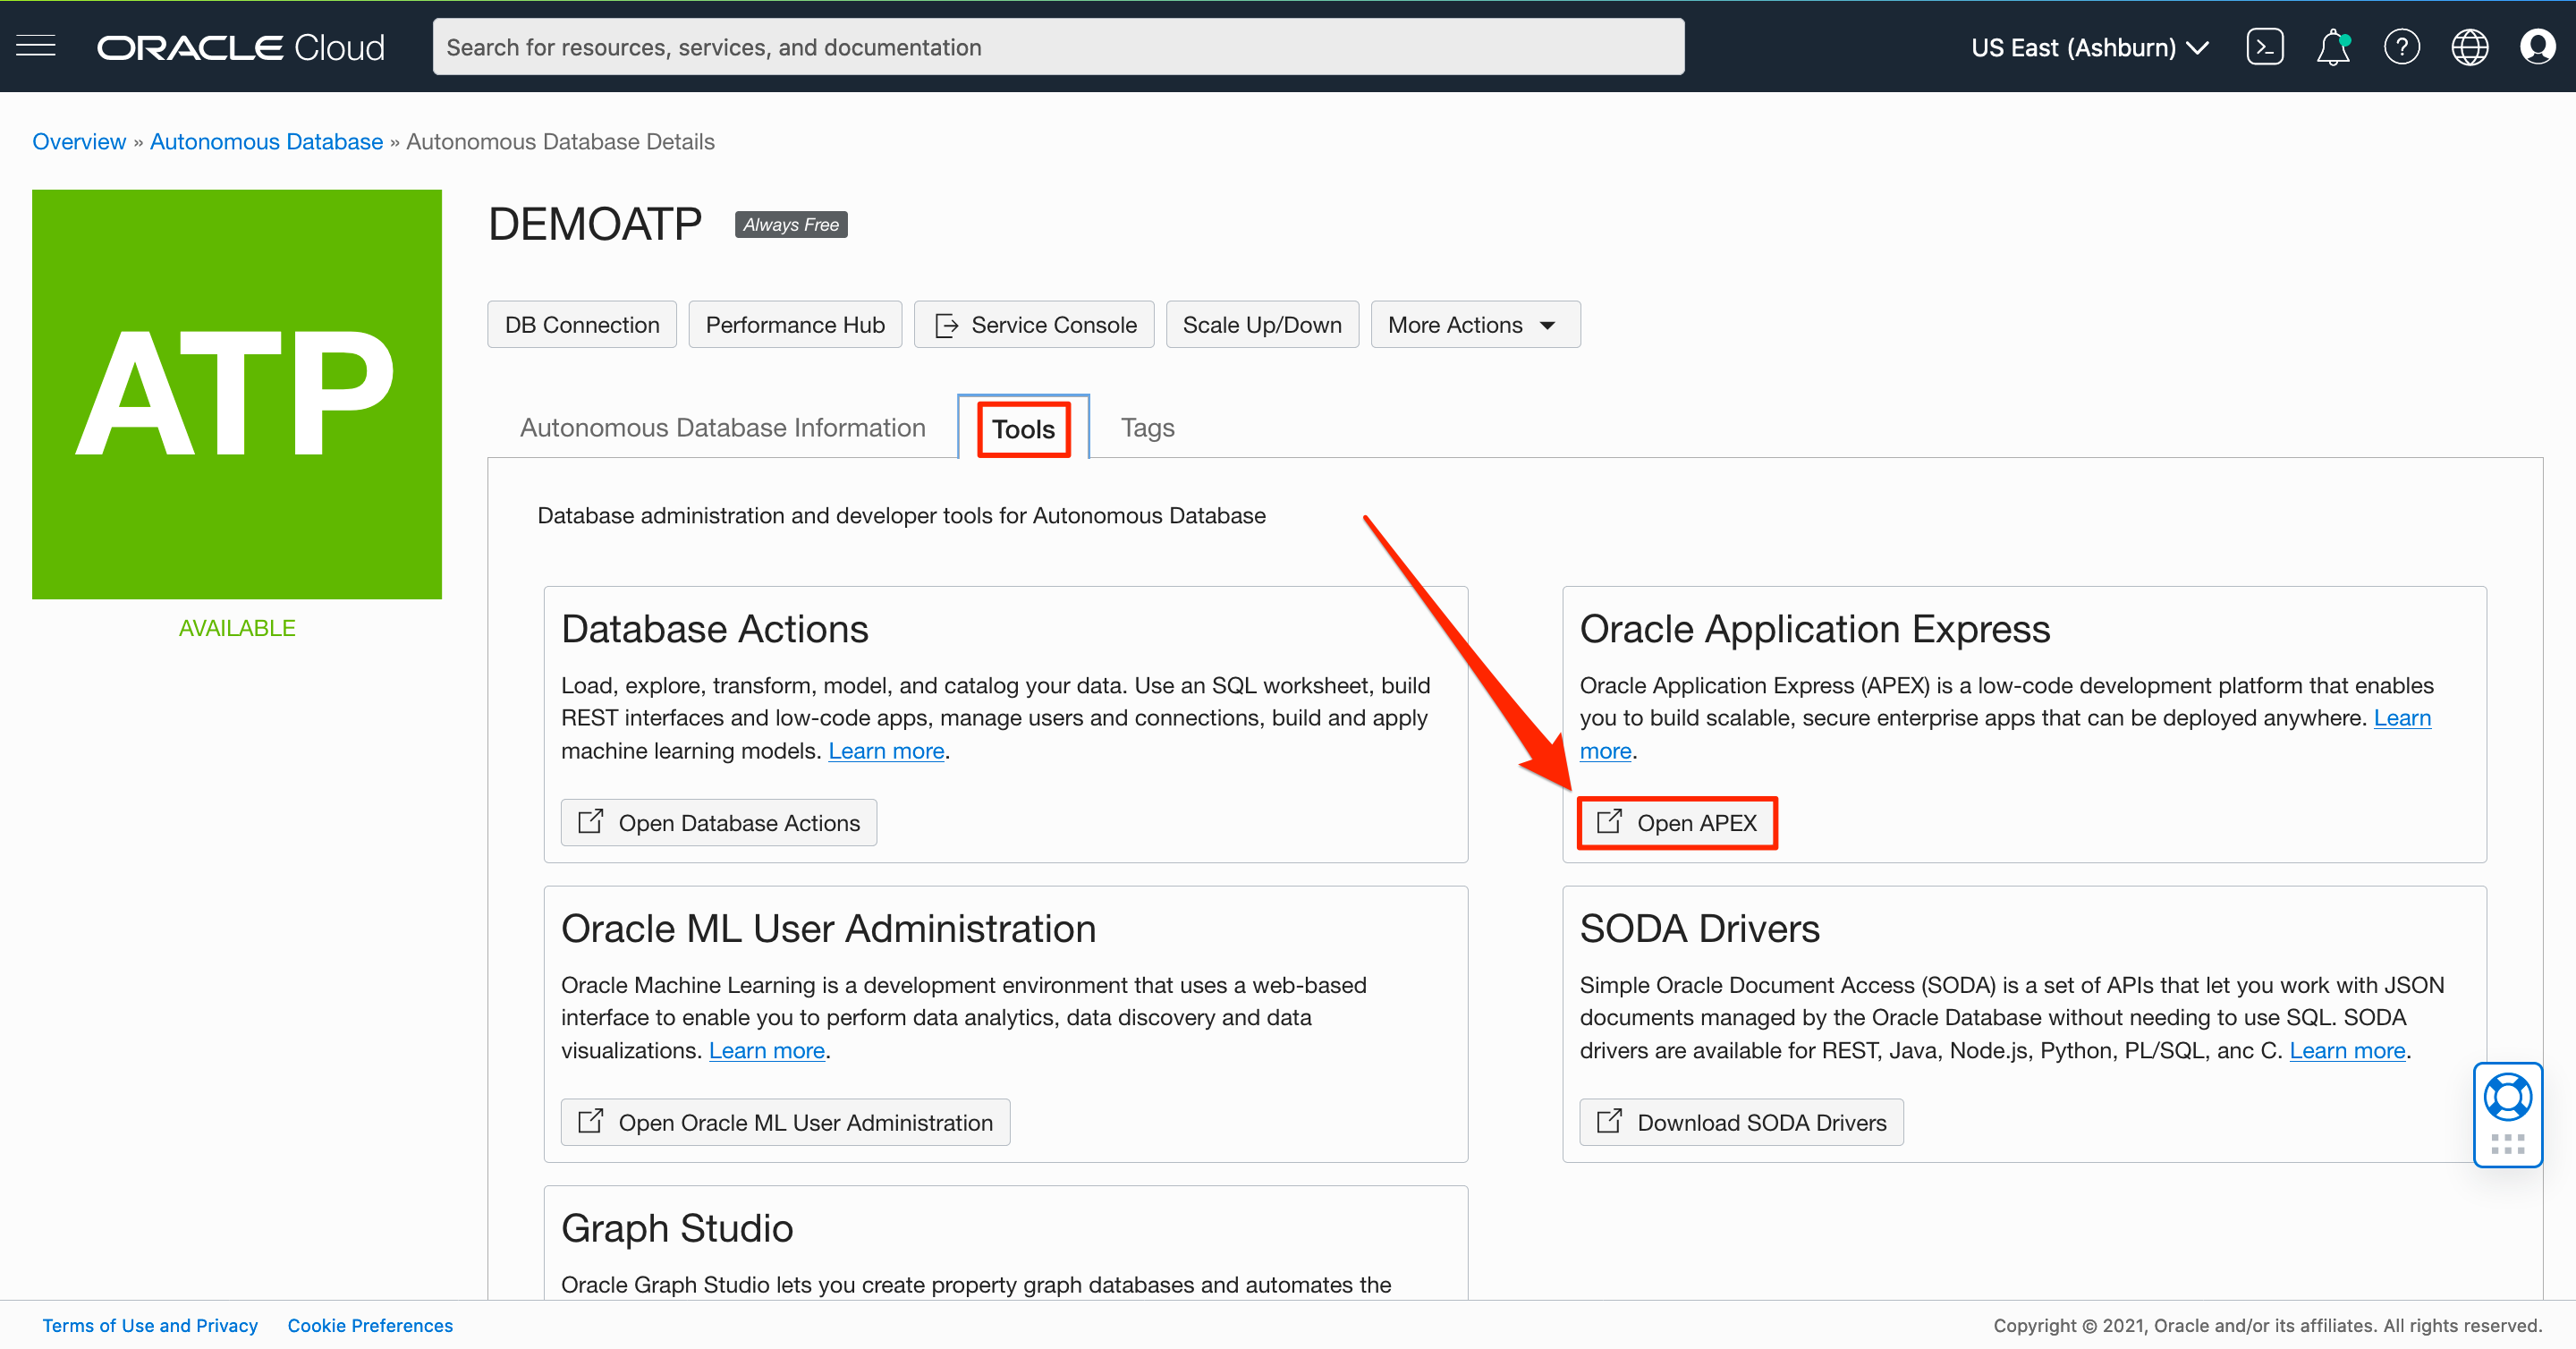 ORACLE Cloud
Search for resources, services, and documentation
US East (Ashburn)
Overview » Autonomous Database » Autonomous Database Details
ATP
AVAILABLE
DEMOATP
Always Free
DB Connection
Performance Hub
Service Console
Scale Up/Down
More Actions
Autonomous Database Information
Tools
Tags
Database administration and developer tools for Autonomous Database
Database Actions
Load, explore, transform, model, and catalog your data. Use an SQL worksheet, build
REST interfaces and low-code apps, manage users and connections, build and apply
machine learning models. Learn more.
Open Database Actions
Oracle Application Express
Oracle Application Express (APEX) is a low-code development platform that enables
you to build scalable, secure enterprise apps that can be deployed anywhere. Learn
more.
Open APEX
Oracle ML User Administration
Oracle Machine Learning is a development environment that uses a web-based
interface to enable you to perform data analytics, data discovery and data
visualizations. Learn more.
Open Oracle ML User Administration
SODA Drivers
Simple Oracle Document Access (SODA) is a set of APIs that let you work with JSON
documents managed by the Oracle Database without needing to use SQL. SODA
drivers are available for REST, Java, Node.js, Python, PL/SQL, anc C. Learn more.
Download SODA Drivers
Graph Studio
Oracle Graph Studio lets you create property graph databases and automates the
Terms of Use and Privacy
Cookie Preferences
Copyright © 2021, Oracle and/or its affiliates. All rights reserved.